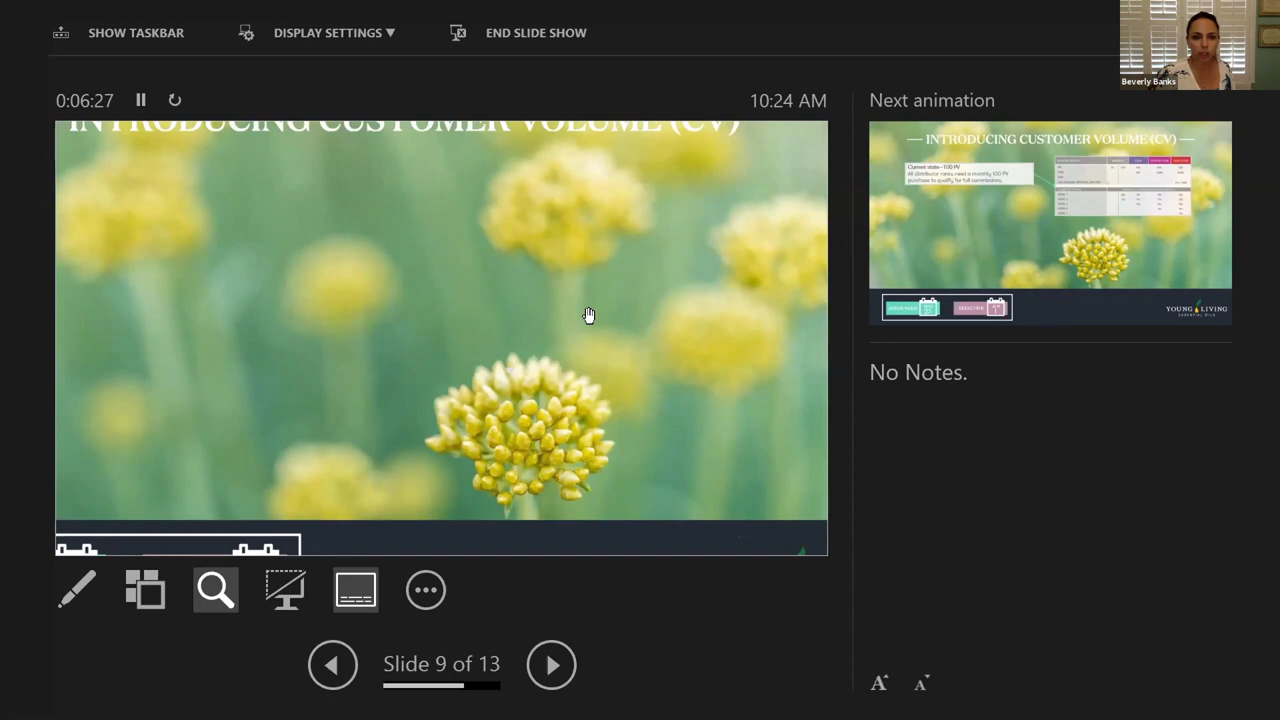 SHOW TASKBAR
DISPLAY SETTINGS ▼
END SLIDE SHOW
Beverly Banks
0:06:27
10:24 AM
Next animation
INTRODUCING CUSTOMER VOLUME (CV)
— INTRODUCING CUSTOMER VOLUME (CV) —
Current state—100 PV
All distributor ranks need a monthly 100 PV
purchase to qualify for full commissions.
YOUNG LIVING
ESSENTIAL OILS
No Notes.
Slide 9 of 13
A A